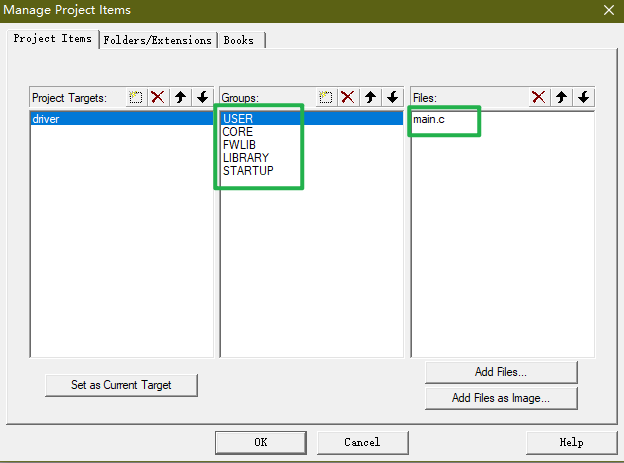 Manage Project Items
Project Items Folders/Extensions Books
Project Targets: Groups: Files:
driver
USER
CORE
FWLIB
LIBRARY
STARTUP
main.c
Set as Current Target
Add Files...
Add Files as Image...
OK Cancel Help